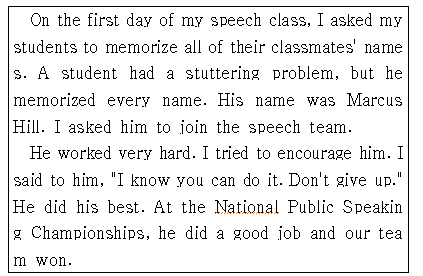 On the first day of my speech class, I asked my
students to memorize all of their classmates' name
s. A student had a stuttering problem, but he
memorized every name. His name was Marcus
Hill. I asked him to join the speech team.
He worked very hard. I tried to encourage him. I
said to him, "I know you can do it. Don't give up."
He did his best. At the National Public Speakin
g Championships, he did a good job and our tea
m won.